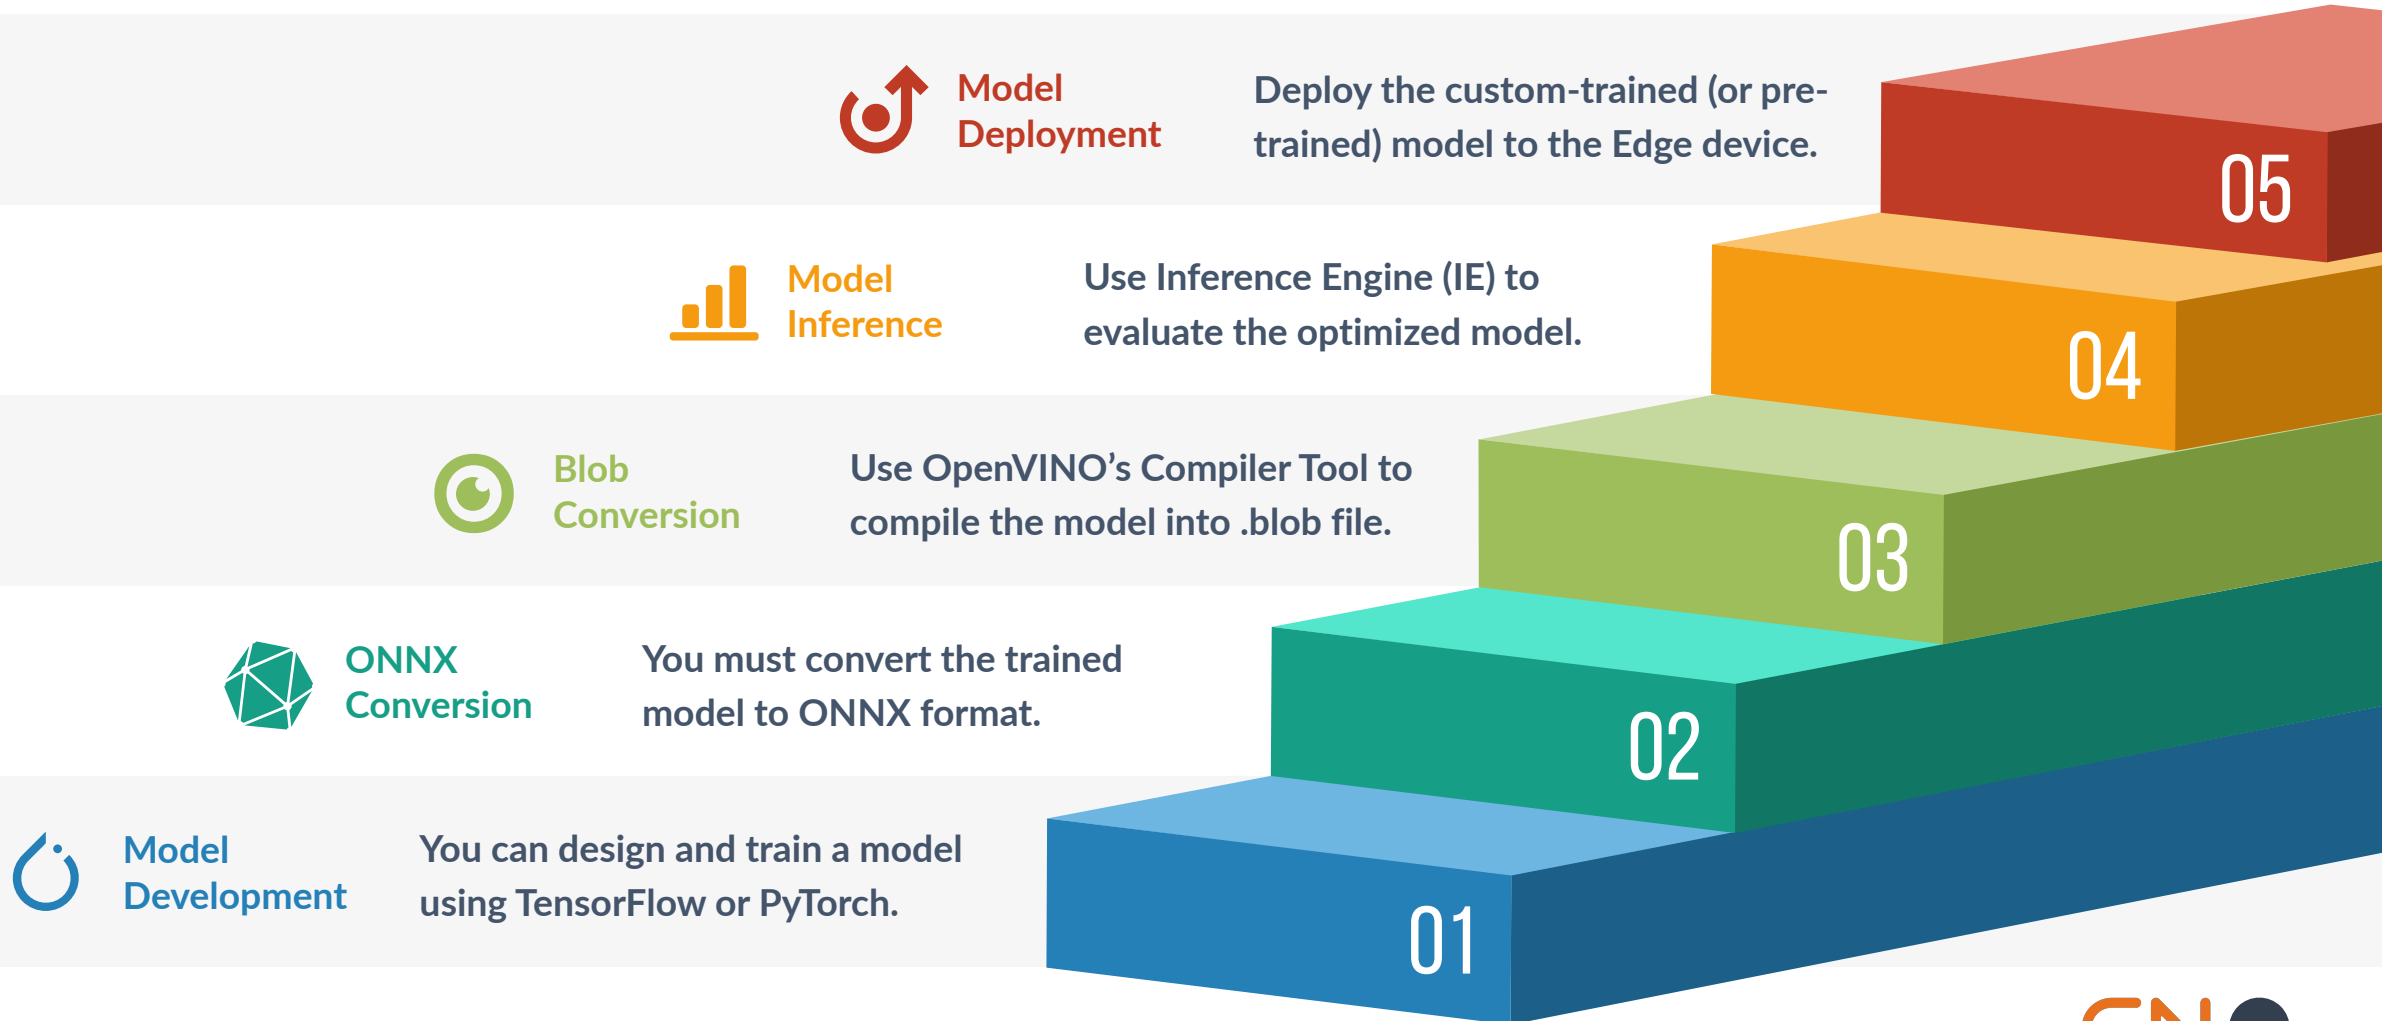 Model
Deployment
Deploy the custom-trained (or pre-
trained) model to the Edge device.
05
Model
Inference
Use Inference Engine (IE) to
evaluate the optimized model.
04
Blob
Conversion
Use OpenVINO’s Compiler Tool to
compile the model into .blob file.
03
ONNX
Conversion
You must convert the trained
model to ONNX format.
02
Model
Development
You can design and train a model
using TensorFlow or PyTorch.
01